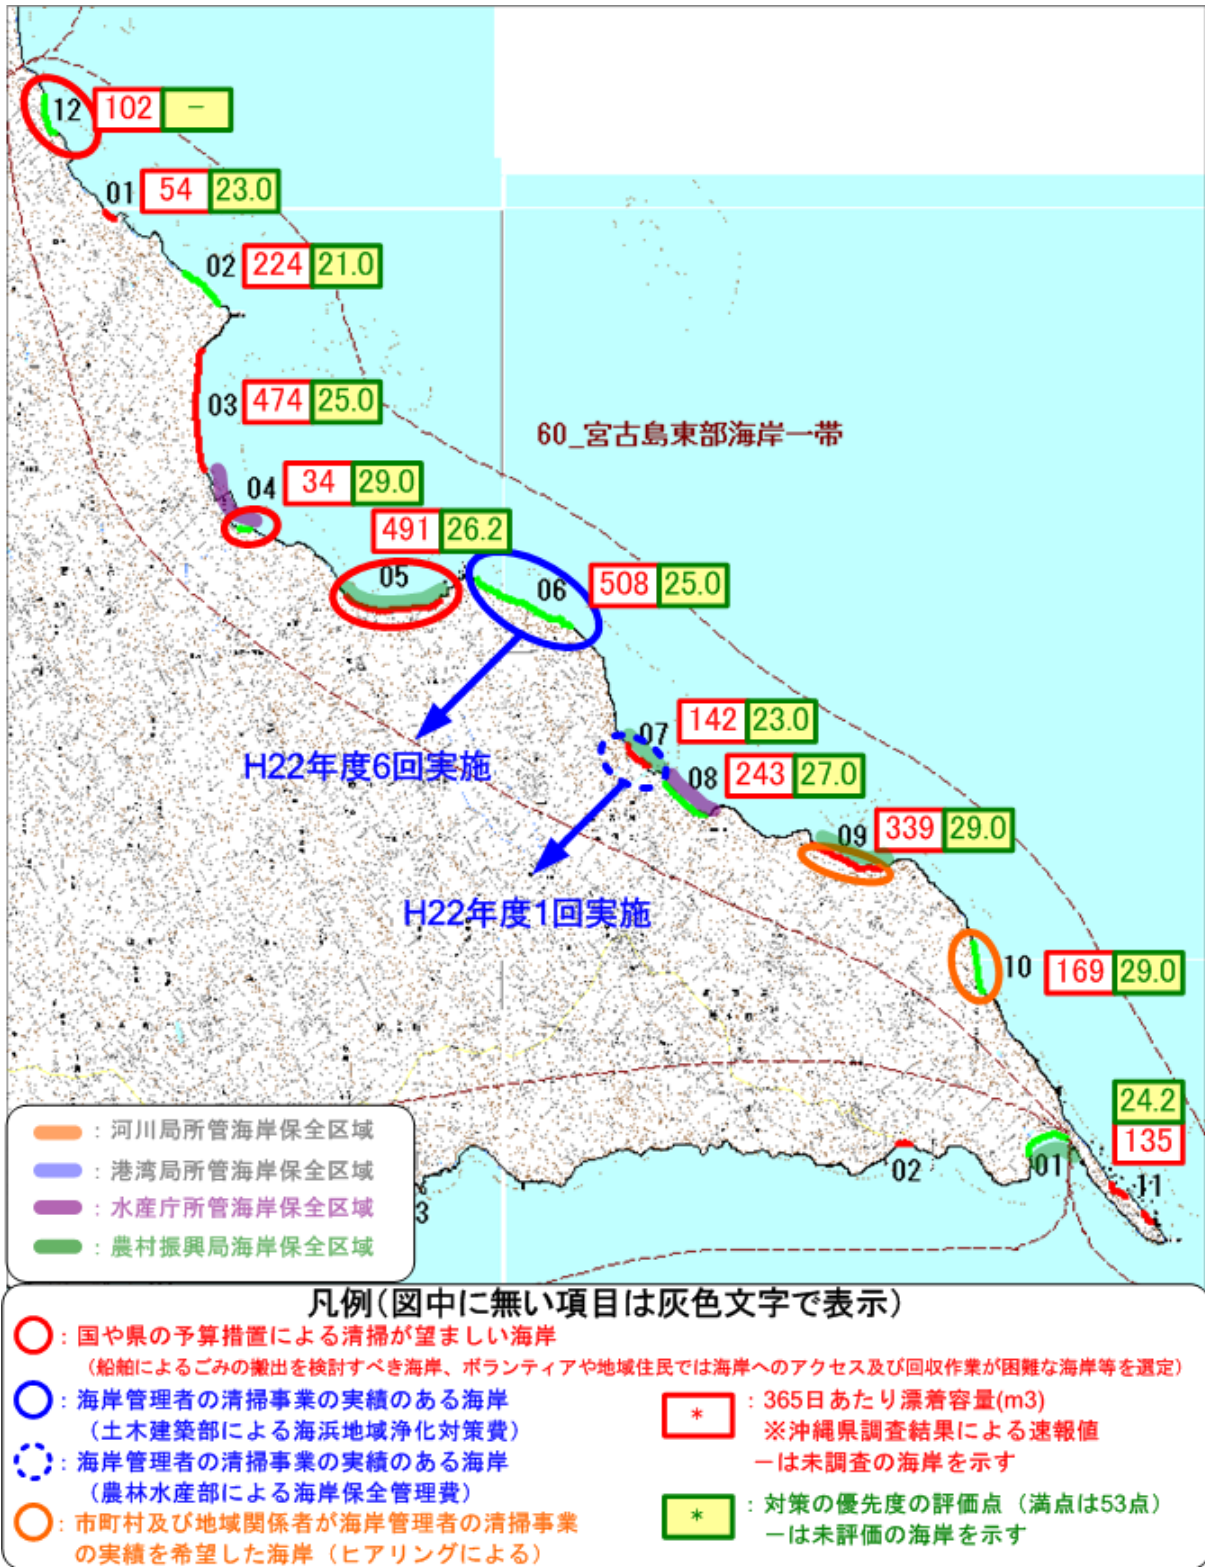 12 102 －
01 54 23.0
02 224 21.0
03 474 25.0
60_宮古島東部海岸一帯
04 34 29.0
491 26.2
05
06 508 25.0
07 142 23.0
H22年度6回実施
08 243 27.0
09 339 29.0
H22年度1回実施
10 169 29.0
24.2
135
01
02
11
3
：河川局所管海岸保全区域
：港湾局所管海岸保全区域
：水産庁所管海岸保全区域
：農村振興局海岸保全区域
凡例(図中に無い項目は灰色文字で表示)
：国や県の予算措置による清掃が望ましい海岸
(船舶によるごみの搬出を検討すべき海岸、ボランティアや地域住民では海岸へのアクセス及び回収作業が困難な海岸等を選定)
：海岸管理者の清掃事業の実績のある海岸
（土木建築部による海浜地域浄化対策費）
：海岸管理者の清掃事業の実績のある海岸
（農林水産部による海岸保全管理費）
：市町村及び地域関係者が海岸管理者の清掃事業
の実績を希望した海岸（ヒアリングによる）
* ：365日あたり漂着容量(m3)
※沖縄県調査結果による速報値
－は未調査の海岸を示す
* ：対策の優先度の評価点（満点は53点）
－は未評価の海岸を示す